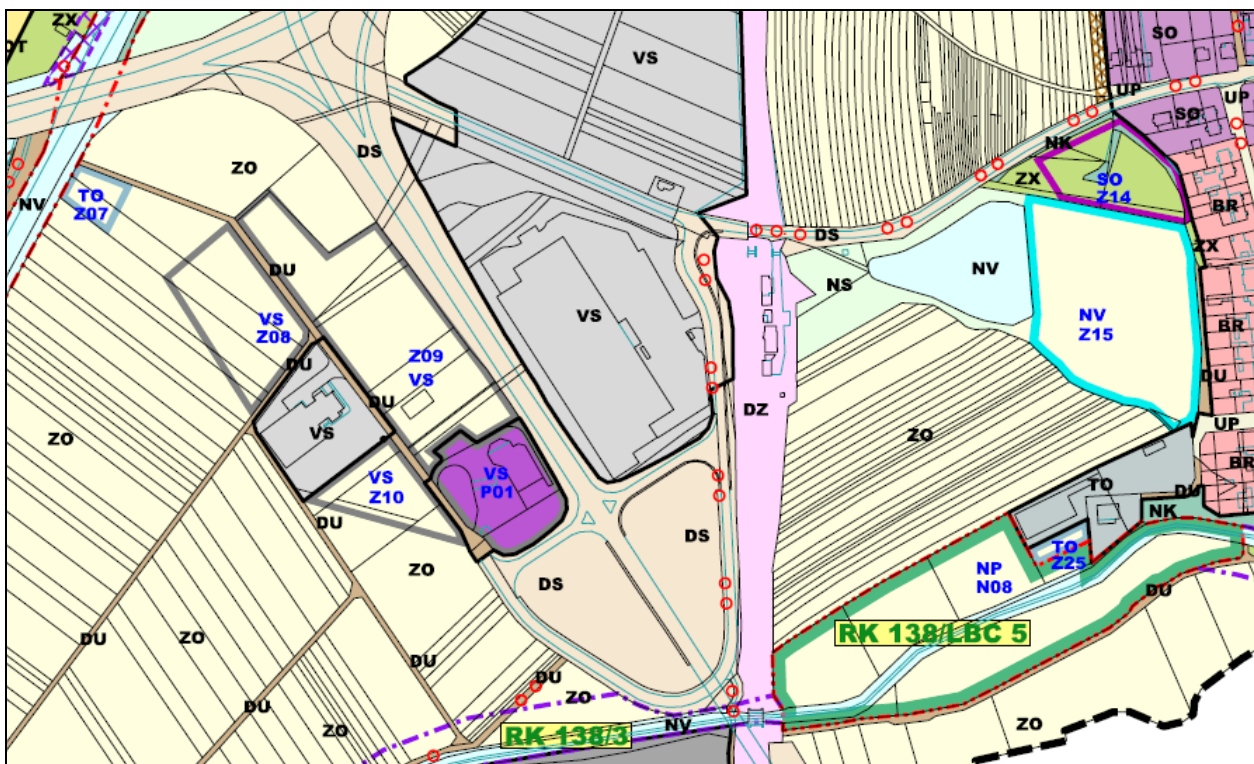 ZX
SO
VS
UP
UP
OT
SO
NK
DS
ZO
SO
Z14
ZX
TO
Z07
BR
NV
DS
ZX
DU
NV
NS
VS
VS
Z08
NV
Z15
BR
DU
Z09
VS
DU
DU
DZ
VS
ZO
ZO
UP
VS
Z10
VS
P01
BR
TO
DU
NK
DU
DS
TO
Z25
ZO
NP
N08
DS
DU
DU
ZO
RK 138/LBC 5
DU
DU
ZO
DU
ZO
NV
ZO
RK 138/3